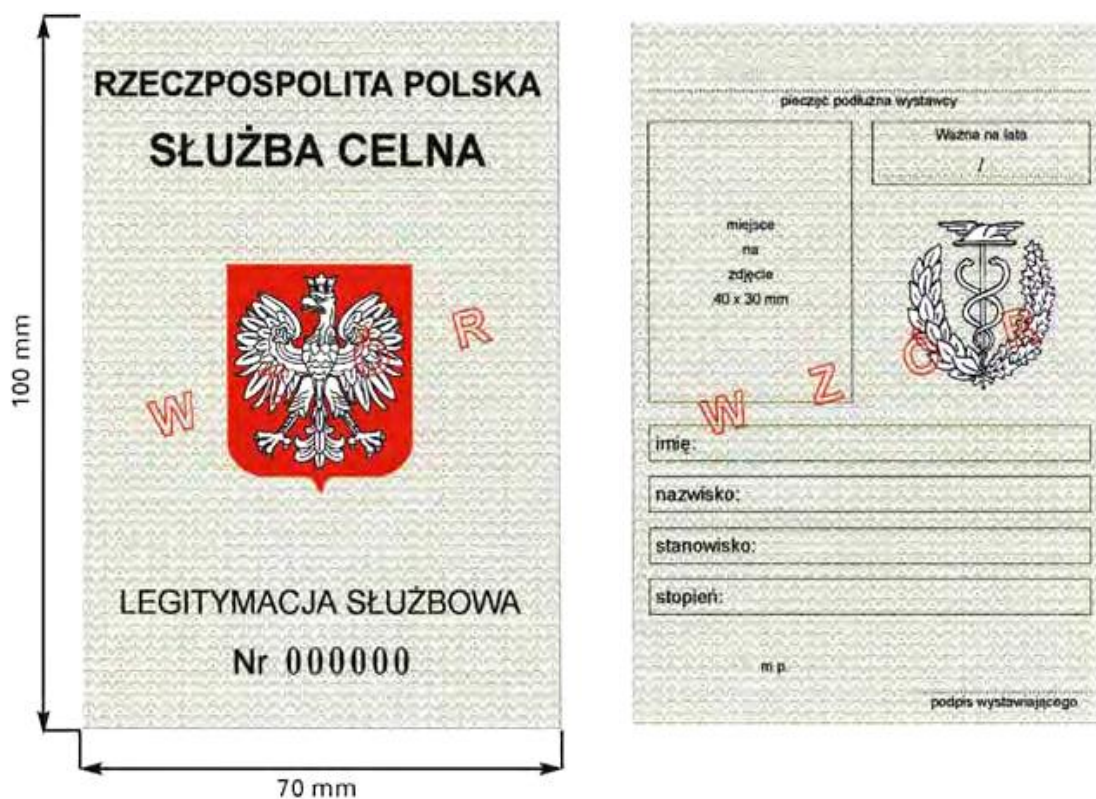 RZECZPOSPOLITA POLSKA
SŁUŻBA CELNA
W R
LEGITYMACJA SŁUŻBOWA
Nr 000000
100 mm
70 mm
pieczęć podłużna wystawcy
Ważna na lata
/
miejsce
na
zdjęcie
40 x 30 mm
W Z Ó R
imię:
nazwisko:
stanowisko:
stopień:
m.p.
podpis wystawiającego